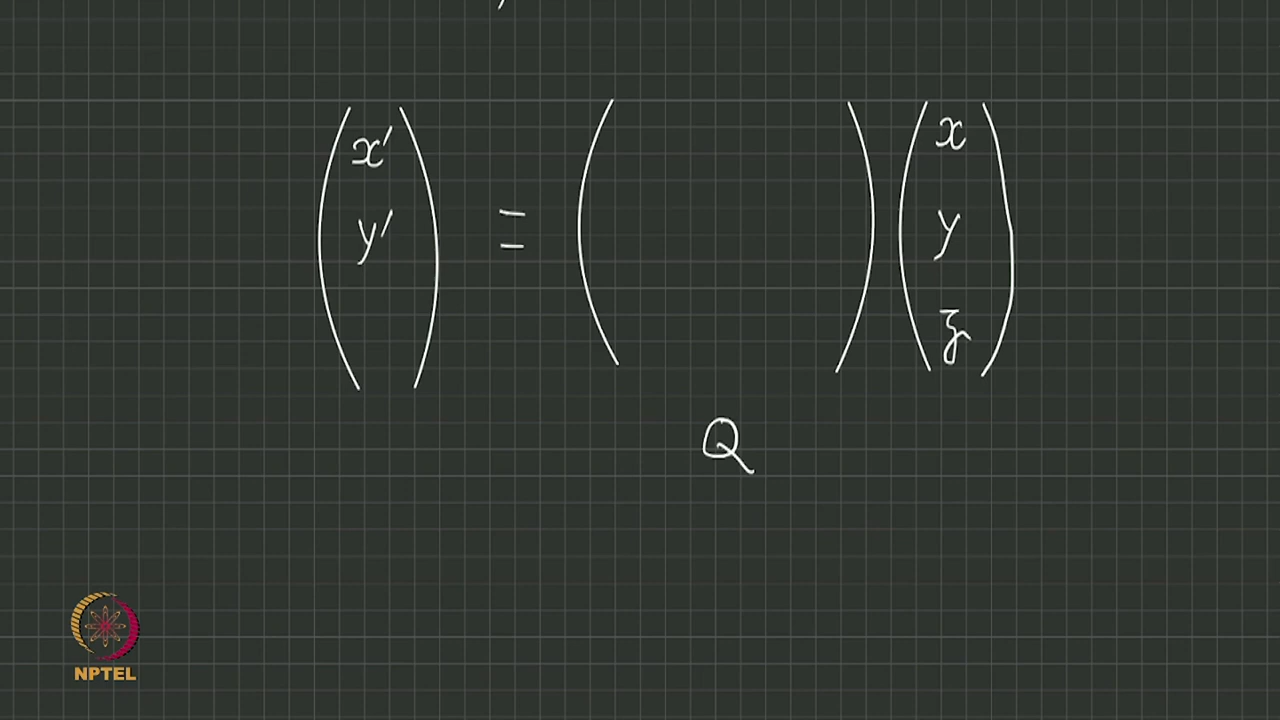 x
x'
y' = y
z
Q
NPTEL